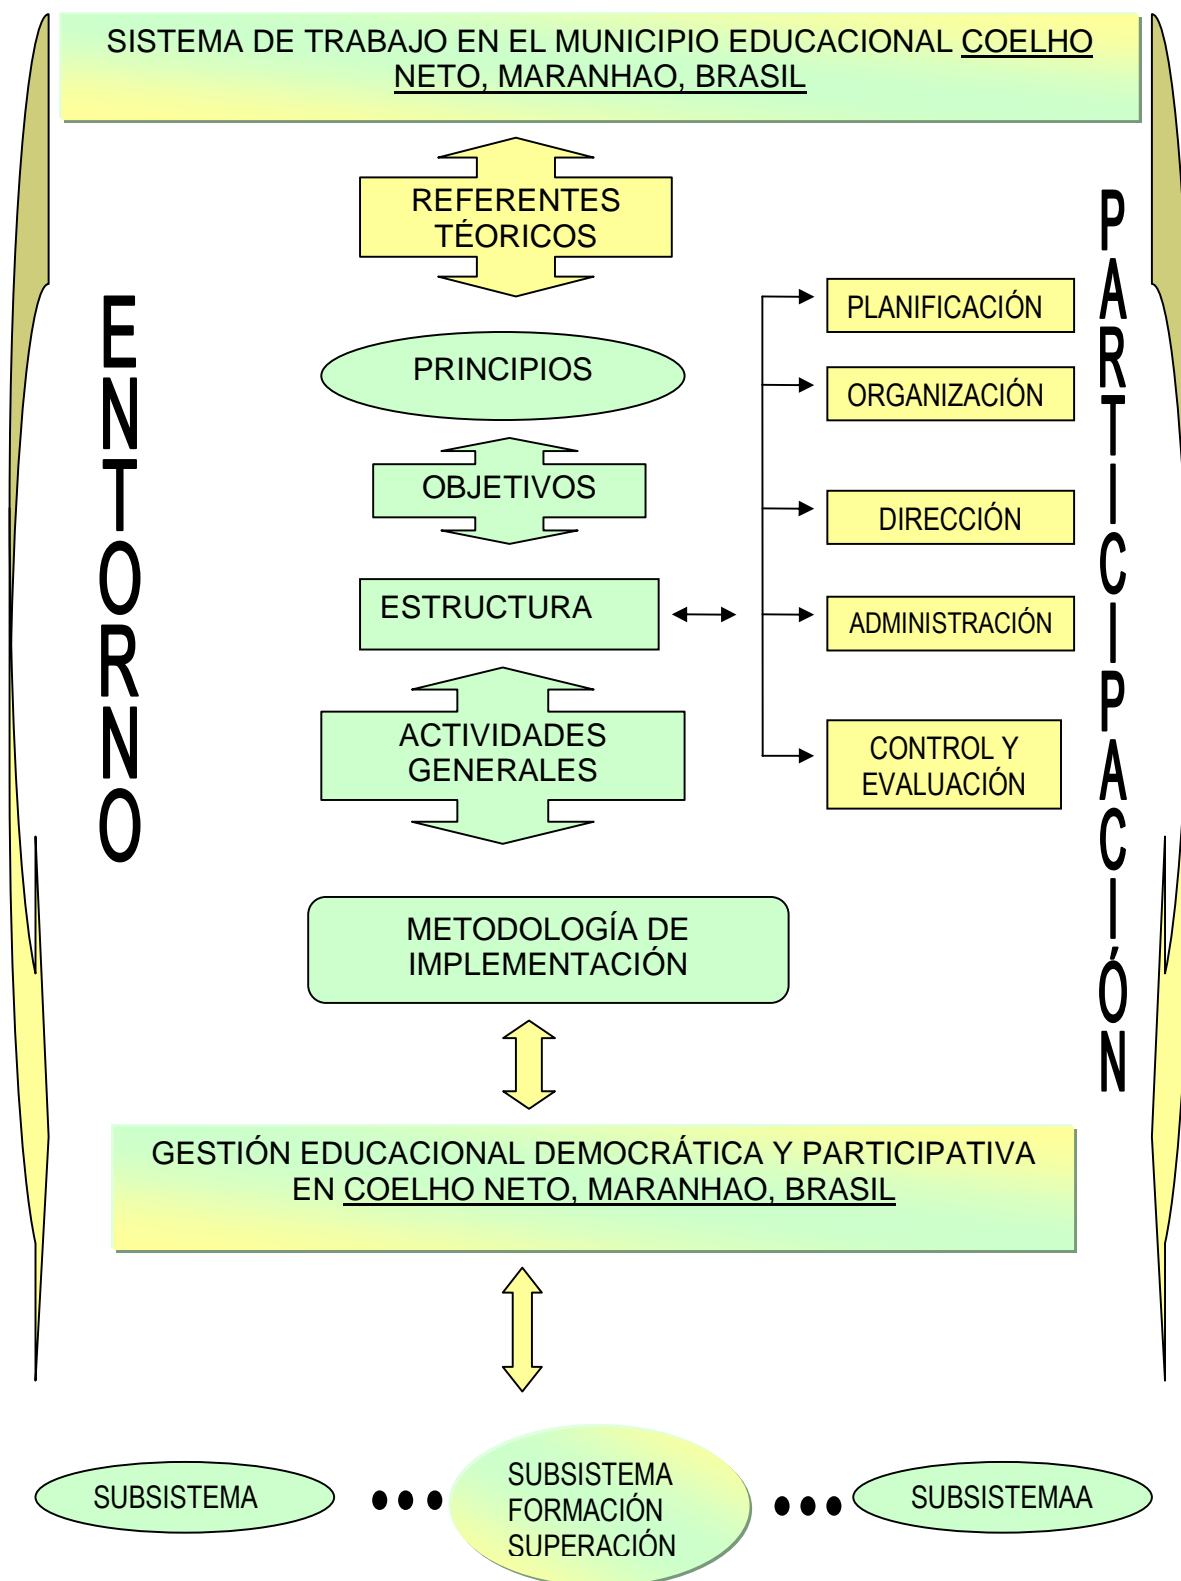 SISTEMA DE TRABAJO EN EL MUNICIPIO EDUCACIONAL COELHO
NETO, MARANHAO, BRASIL
REFERENTES
TÉORICOS
ENTORNO
PARTICIPACIÓN
PRINCIPIOS
OBJETIVOS
ESTRUCTURA
PLANIFICACIÓN
ORGANIZACIÓN
DIRECCIÓN
ADMINISTRACIÓN
CONTROL Y
EVALUACIÓN
ACTIVIDADES
GENERALES
METODOLOGÍA DE
IMPLEMENTACIÓN
GESTIÓN EDUCACIONAL DEMOCRÁTICA Y PARTICIPATIVA
EN COELHO NETO, MARANHAO, BRASIL
SUBSISTEMA
SUBSISTEMA
FORMACIÓN
SUPERACIÓN
SUBSISTEMAA